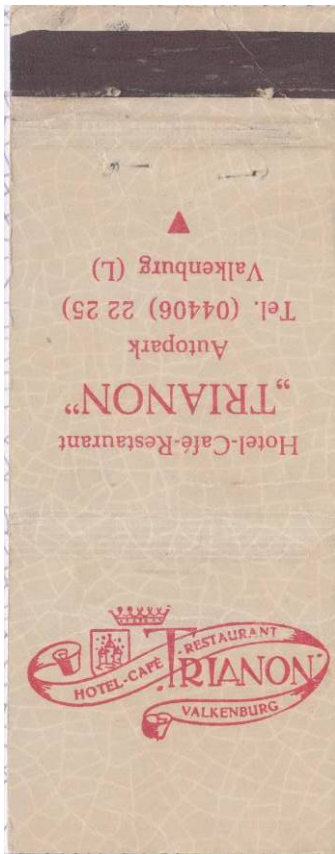 Hotel-Café-Restaurant
„TRIANON”
Autopark
Tel. (04406) 22 25)
Valkenburg (L)
HOTEL-CAFÉ-RESTAURANT
"TRIANON"
VALKENBURG